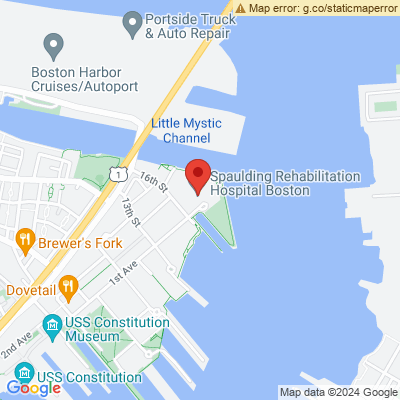 Map error: g.co/staticmaperror
Portside Truck
& Auto Repair
Boston Harbor
Cruises/Autoport
Little Mystic
Channel
1
16th St
Spaulding Rehabilitation
Hospital Boston
13th St
Brewer's Fork
1st Ave
Dovetail
USS Constitution
Museum
2nd Ave
USS Constitution
Google
Map data ©2024 Google